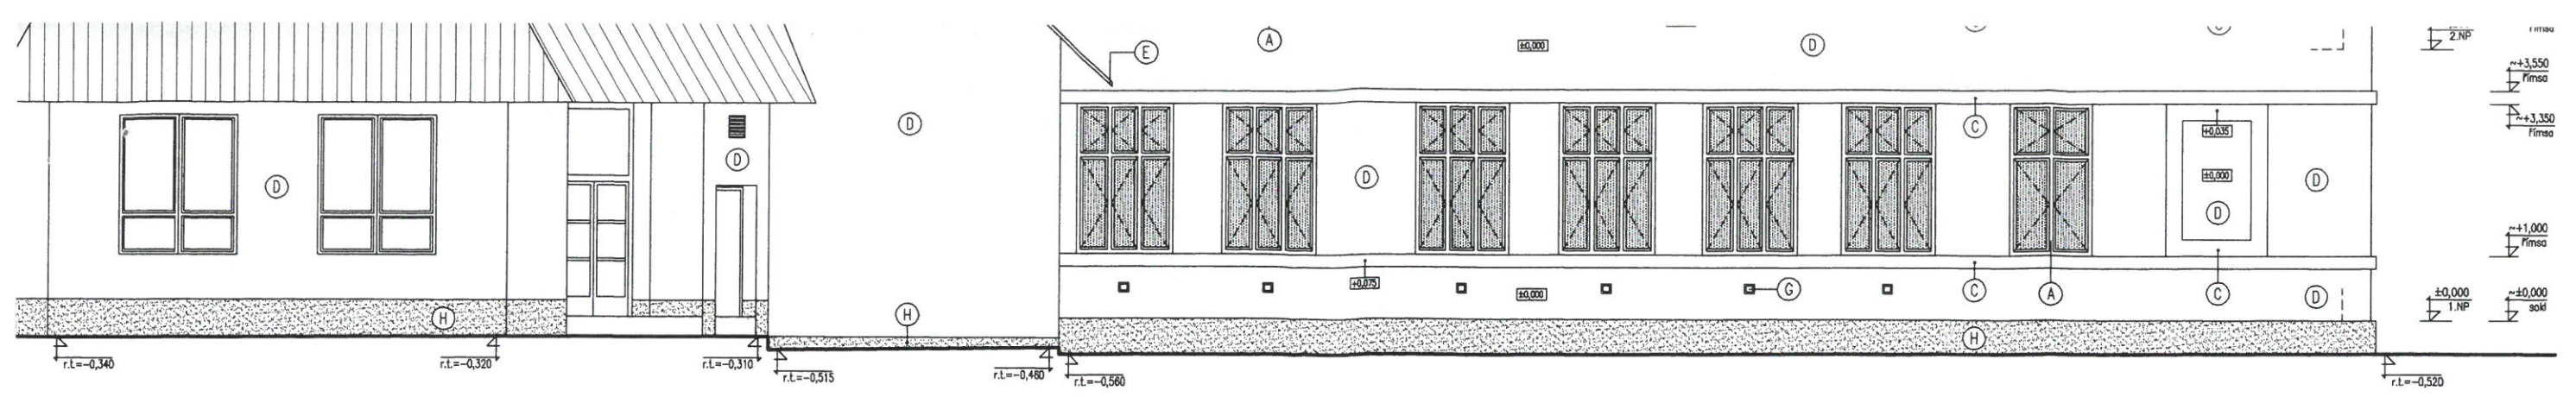 E
A
±0,000
D
2.NP
~+3,550
římsa
D
D
D
C
+0,035
~+3,350
římsa
D
D
±0,000
D
D
~+1,000
římsa
H
H
+0,075
±0,000
G
C
A
C
D
±0,000
1.NP
~±0,000
sokl
H
r.t.=-0,340
r.t.=-0,320
r.t.=-0,310
r.t.=-0,515
r.t.=-0,460
r.t.=-0,560
r.t.=-0,520